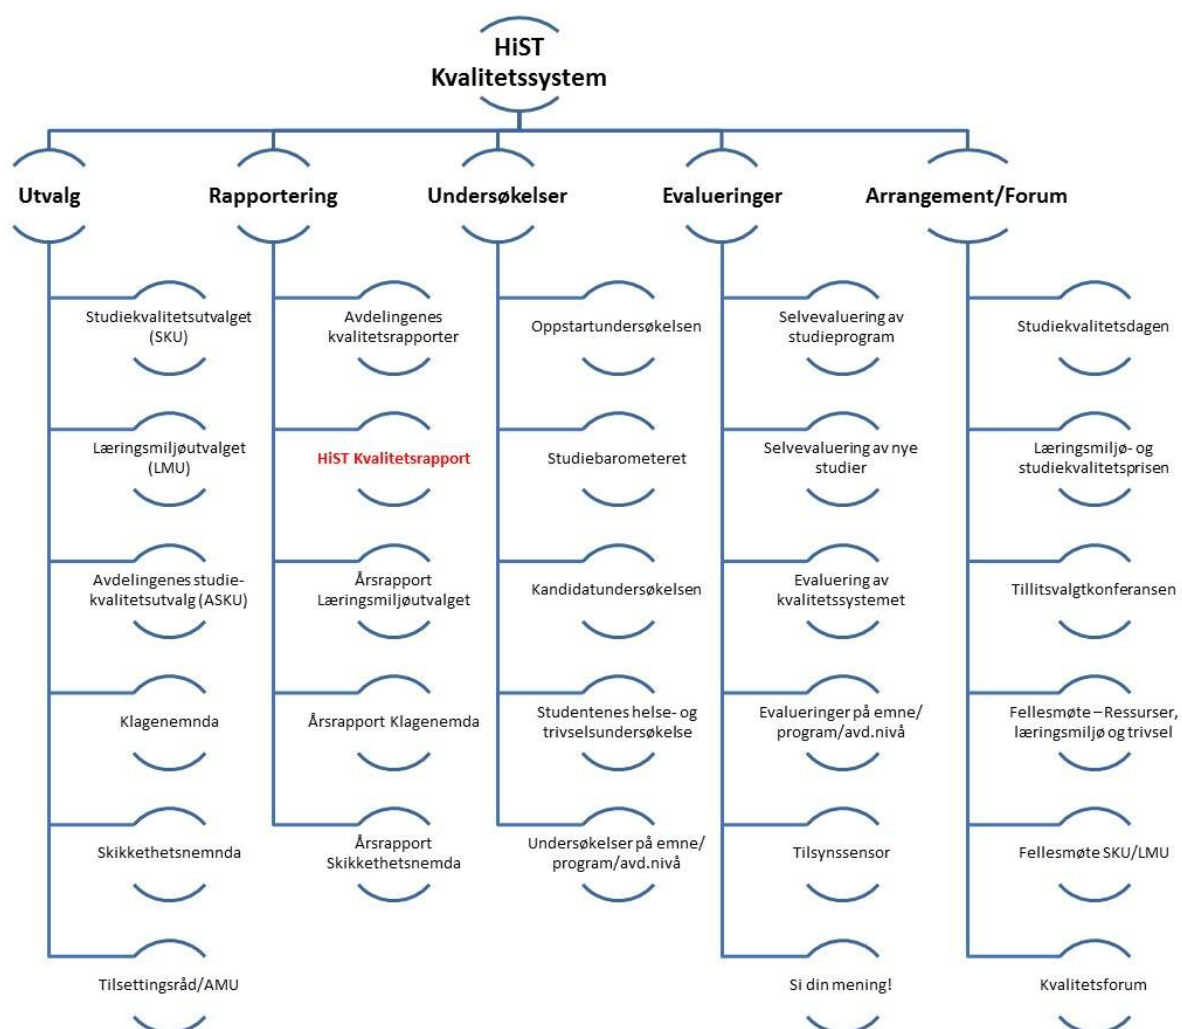 HiST
Kvalitetssystem
Utvalg
Rapportering
Undersøkelser
Evalueringer
Arrangement/Forum
Studiekvalitetsutvalget
(SKU)
Læringsmiljøutvalget
(LMU)
Avdelingenes studie-
kvalitetsutvalg (ASKU)
Klagenemnda
Skikkethetsnemnda
Tilsettingsråd/AMU
Avdelingenes
kvalitetsrapporter
HiST Kvalitetsrapport
Årsrapport
Læringsmiljøutvalget
Årsrapport Klagenemda
Årsrapport
Skikkethetsnemda
Oppstartundersøkelsen
Studiebarometeret
Kandidatundersøkelsen
Studentenes helse- og
trivselsundersøkelse
Undersøkelser på emne/
program/avd.nivå
Selvevaluering av
studieprogram
Selvevaluering av nye
studier
Evaluering av
kvalitetssystemet
Evalueringer på emne/
program/avd.nivå
Tilsynssensor
Si din mening!
Studiekvalitetsdagen
Læringsmiljø- og
studiekvalitetsprisen
Tillitsvalgtkonferansen
Fellesmøte – Ressurser,
læringsmiljø og trivsel
Fellesmøte SKU/LMU
Kvalitetsforum